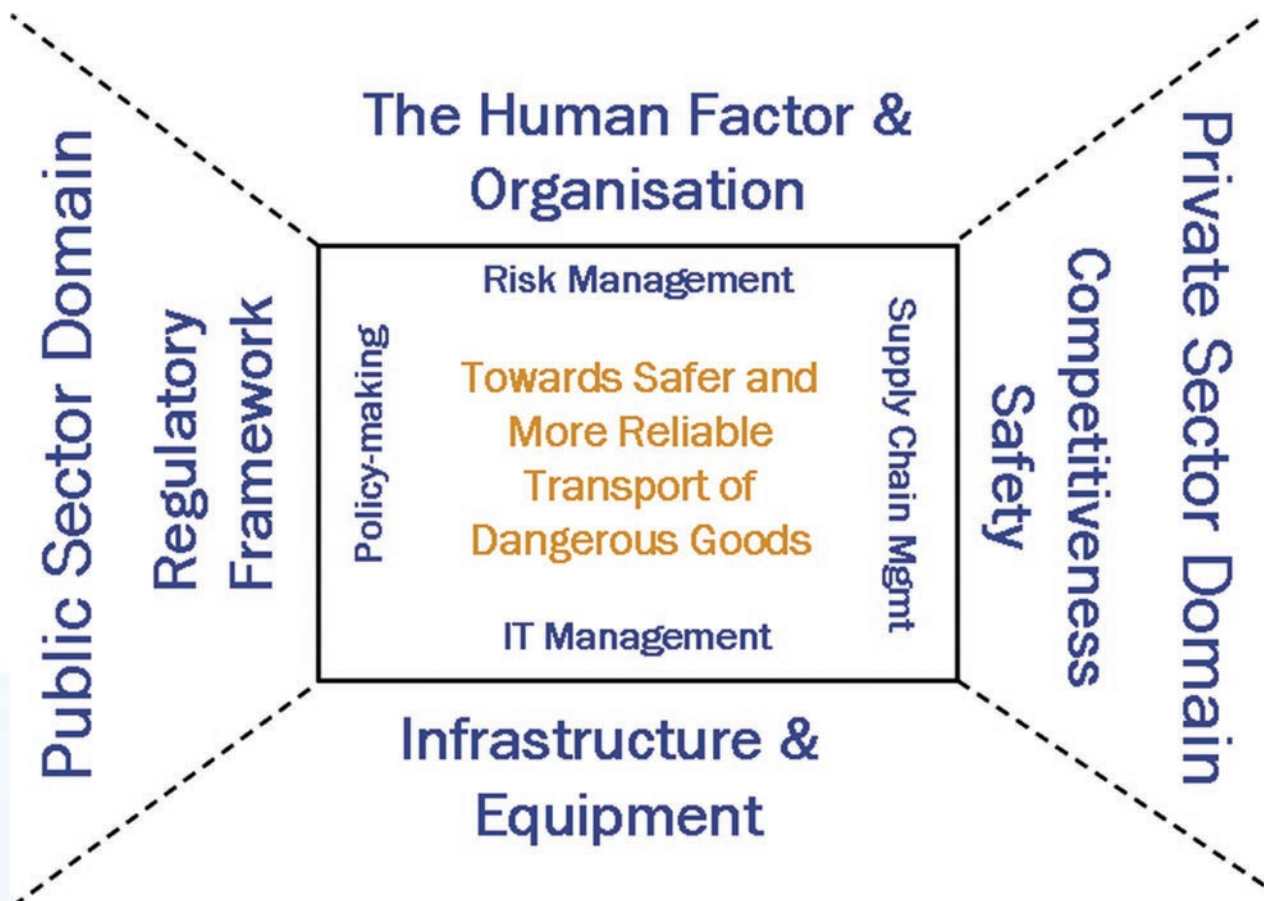 The Human Factor &
Organisation
Public Sector Domain
Regulatory
Framework
Risk Management
Policy-making
Towards Safer and
More Reliable
Transport of
Dangerous Goods
Supply Chain Mgmt
IT Management
Safety
Competitiveness
Private Sector Domain
Infrastructure &
Equipment